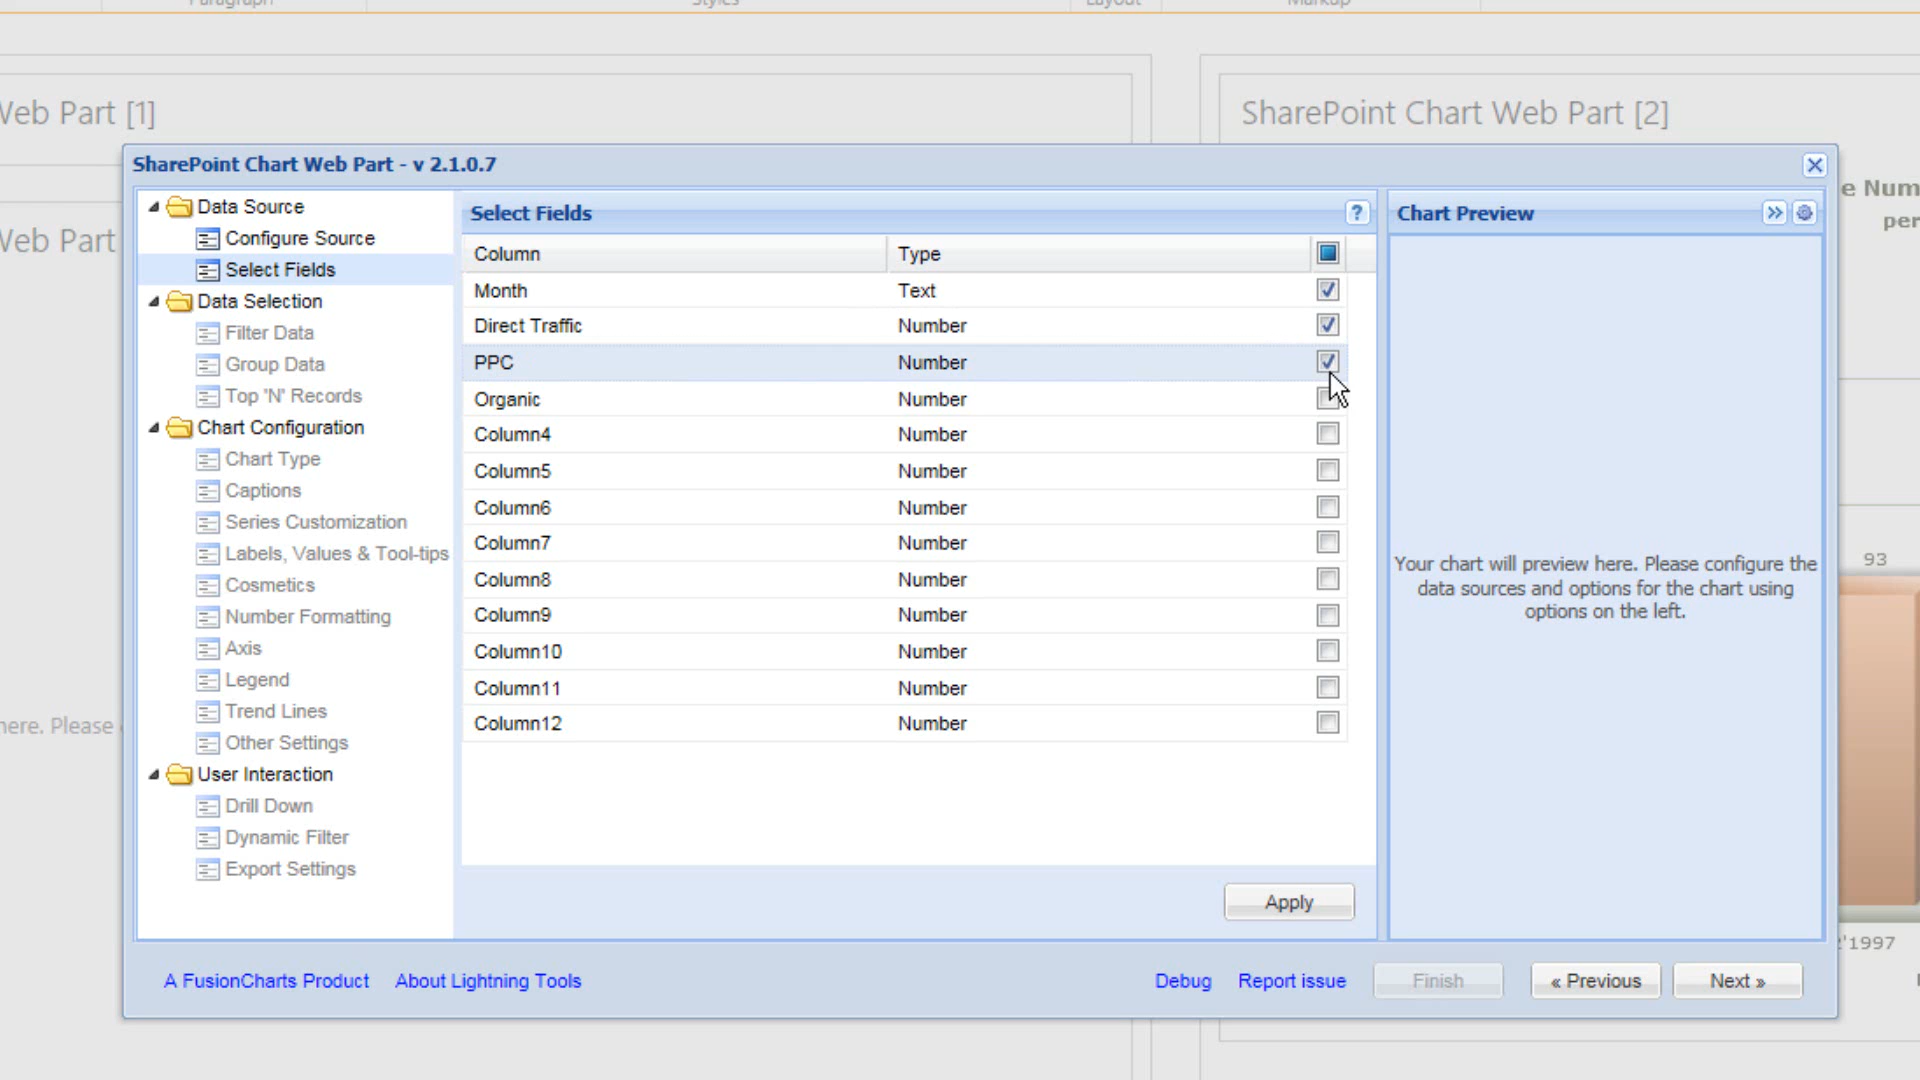 Paragraph
Styles
Layout
Markup
Web Part [1]
SharePoint Chart Web Part [2]
SharePoint Chart Web Part - v 2.1.0.7
e Num
per
Web Part
Data Source
Configure Source
Select Fields
Data Selection
Filter Data
Group Data
Top 'N' Records
Chart Configuration
Chart Type
Captions
Series Customization
Labels, Values & Tool-tips
Cosmetics
Number Formatting
Axis
Legend
Trend Lines
Other Settings
User Interaction
Drill Down
Dynamic Filter
Export Settings
Select Fields
?
Column Type
Month Text
Direct Traffic Number
PPC Number
Organic Number
Column4 Number
Column5 Number
Column6 Number
Column7 Number
Column8 Number
Column9 Number
Column10 Number
Column11 Number
Column12 Number
Apply
Chart Preview
Your chart will preview here. Please configure the
data sources and options for the chart using
options on the left.
93
here. Please
'1997
A FusionCharts Product About Lightning Tools Debug Report issue Finish « Previous Next »